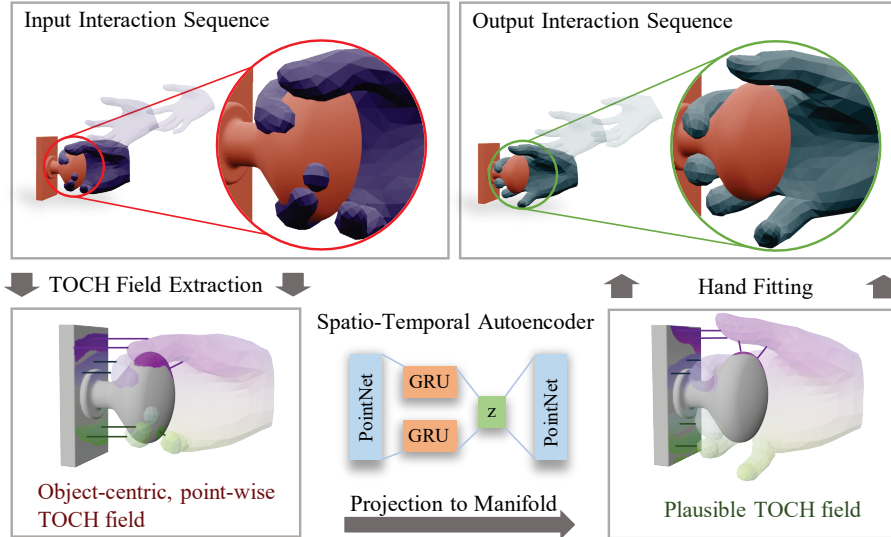 Input Interaction Sequence
Output Interaction Sequence
TOCH Field Extraction
Hand Fitting
Spatio-Temporal Autoencoder
PointNet
GRU
GRU
z
PointNet
Object-centric, point-wise
TOCH field
Projection to Manifold
Plausible TOCH field